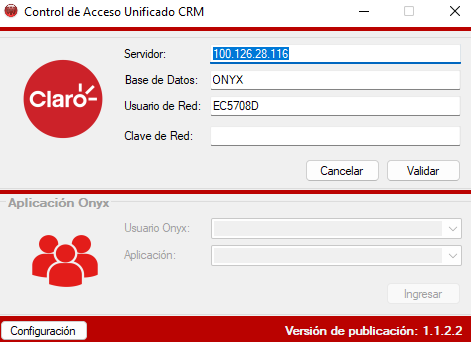 Control de Acceso Unificado CRM
Servidor: 100.126.28.116
Claro
Base de Datos: ONYX
Usuario de Red: EC5708D
Clave de Red:
Cancelar Validar
Aplicación Onyx
Usuario Onyx:
Aplicación:
Ingresar
Configuración Versión de publicación: 1.1.2.2